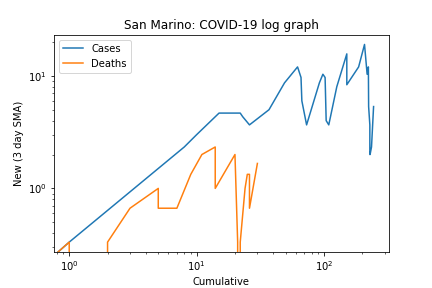 San Marino: COVID-19 log graph
Cases
Deaths
New (3 day SMA)
10¹
10⁰
10⁰ 10¹ 10²
Cumulative